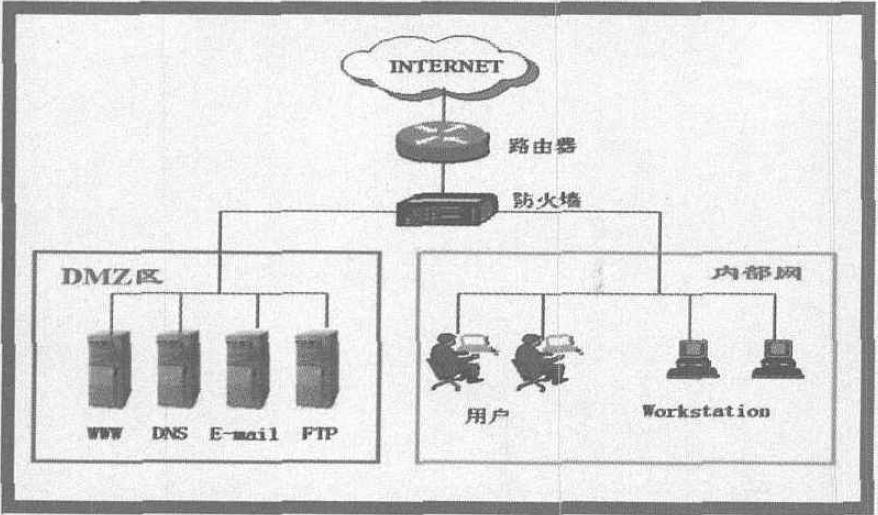 INTERNET
路由器
防火墙
DMZ区
内部网
WWW DNS E-mail FTP
用户
Workstation